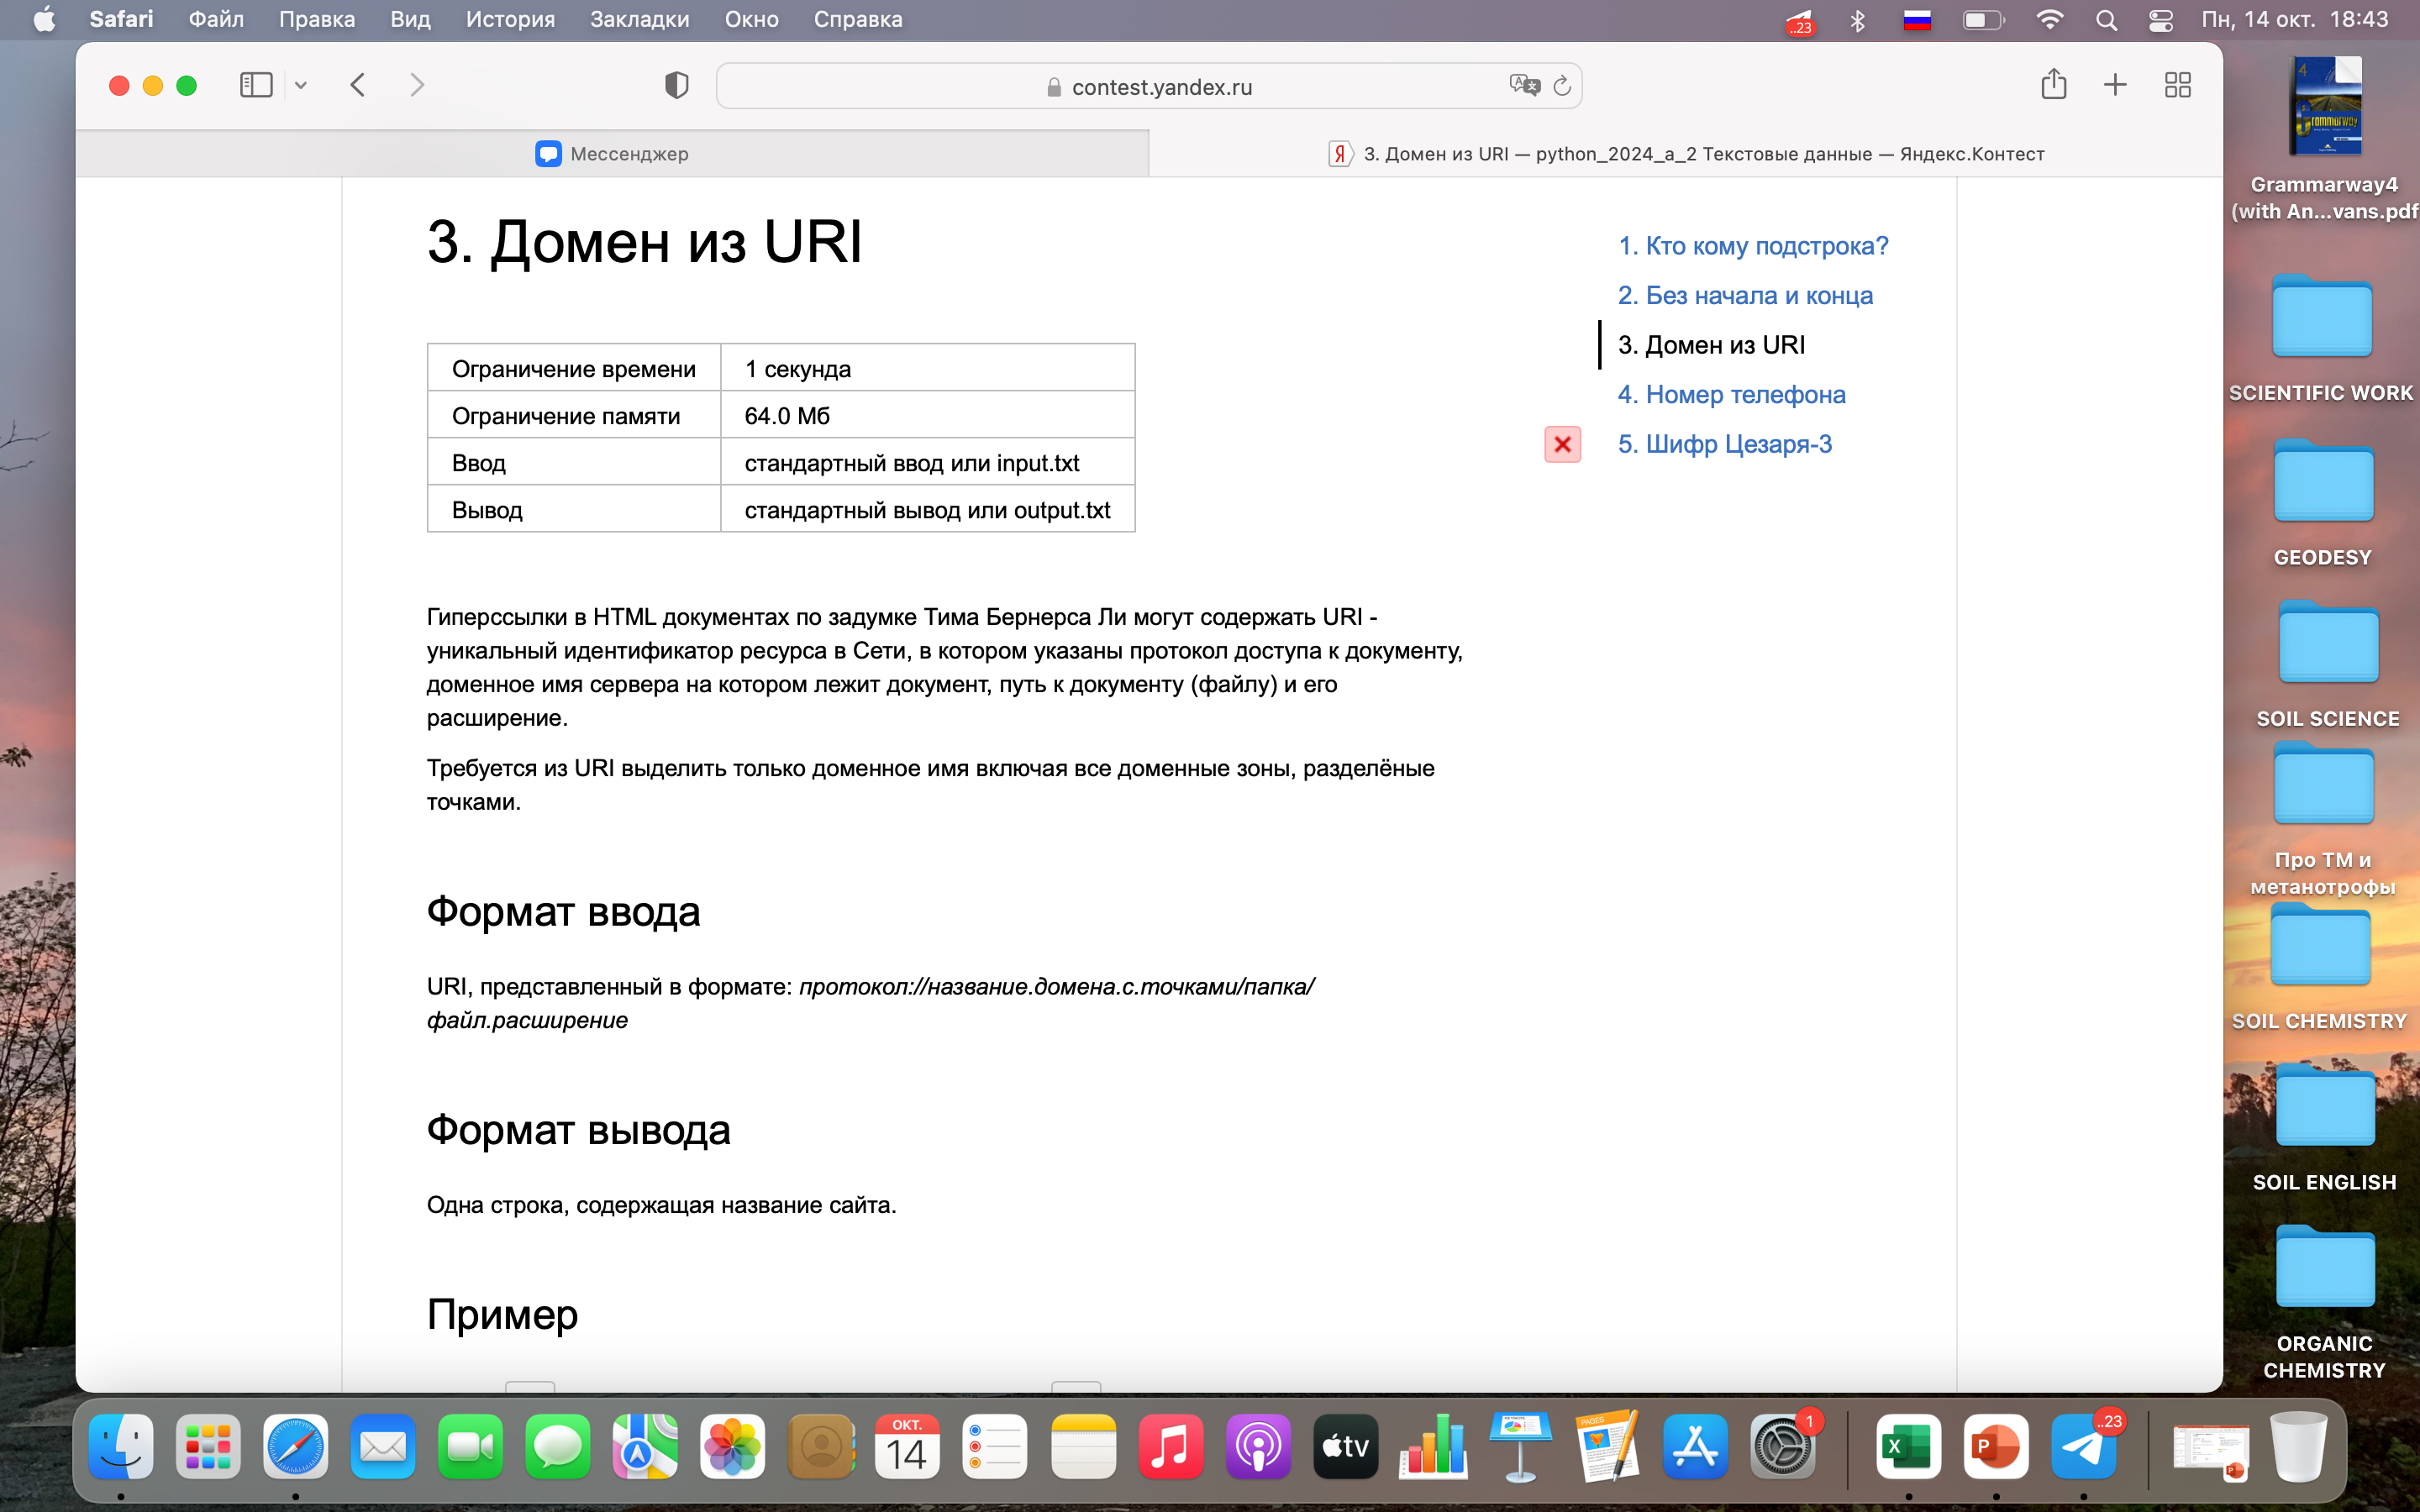 Safari Файл Правка Вид История Закладки Окно Справка
..23
Пн, 14 окт. 18:43
contest.yandex.ru
Мессенджер
3. Домен из URI — python_2024_a_2 Текстовые данные — Яндекс.Контест
3. Домен из URI
Ограничение времени 1 секунда
Ограничение памяти 64.0 Мб
Ввод стандартный ввод или input.txt
Вывод стандартный вывод или output.txt
Гиперссылки в HTML документах по задумке Тима Бернерса Ли могут содержать URI -
уникальный идентификатор ресурса в Сети, в котором указаны протокол доступа к документу,
доменное имя сервера на котором лежит документ, путь к документу (файлу) и его
расширение.
Требуется из URI выделить только доменное имя включая все доменные зоны, разделёные
точками.
Формат ввода
URI, представленный в формате: протокол://название.домена.с.точками/папка/
файл.расширение
Формат вывода
Одна строка, содержащая название сайта.
Пример
1. Кто кому подстрока?
2. Без начала и конца
3. Домен из URI
4. Номер телефона
5. Шифр Цезаря-3
4
Grammarway
Grammarway4
(with An...vans.pdf
SCIENTIFIC WORK
GEODESY
SOIL SCIENCE
Про ТМ и
метанотрофы
SOIL CHEMISTRY
SOIL ENGLISH
ORGANIC
CHEMISTRY
ОКТ.
14
tv
KEYNOTE
PAGES
1
X
P
..23
P